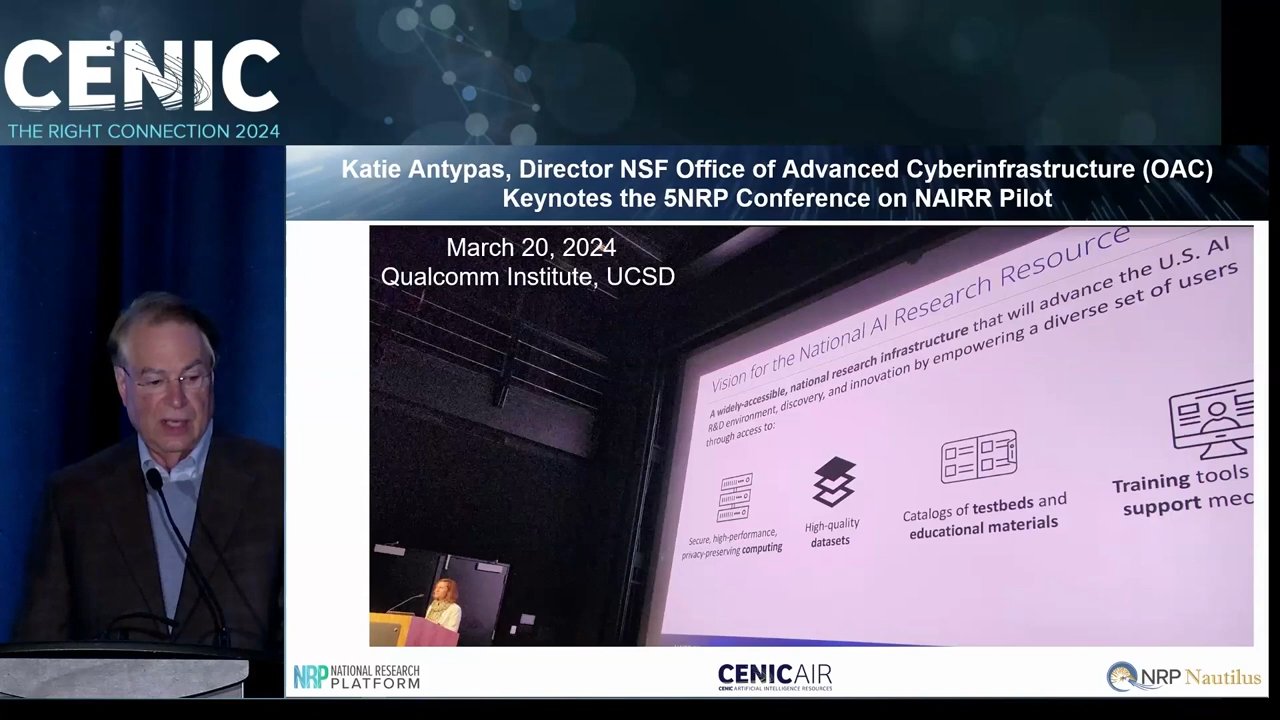 CENIC
THE RIGHT CONNECTION 2024
Katie Antypas, Director NSF Office of Advanced Cyberinfrastructure (OAC)
Keynotes the 5NRP Conference on NAIRR Pilot
March 20, 2024
Qualcomm Institute, UCSD
Vision for the National AI Research Resource
A widely-accessible, national research infrastructure that will advance the U.S. AI
R&D environment, discovery, and innovation by empowering a diverse set of users
through access to:
Secure, high-performance,
privacy-preserving computing
High-quality
datasets
Catalogs of testbeds and
educational materials
Training tools
support mec
NRP NATIONAL RESEARCH
PLATFORM
CENIC AIR
CENIC ARTIFICIAL INTELLIGENCE RESOURCES
NRP Nautilus